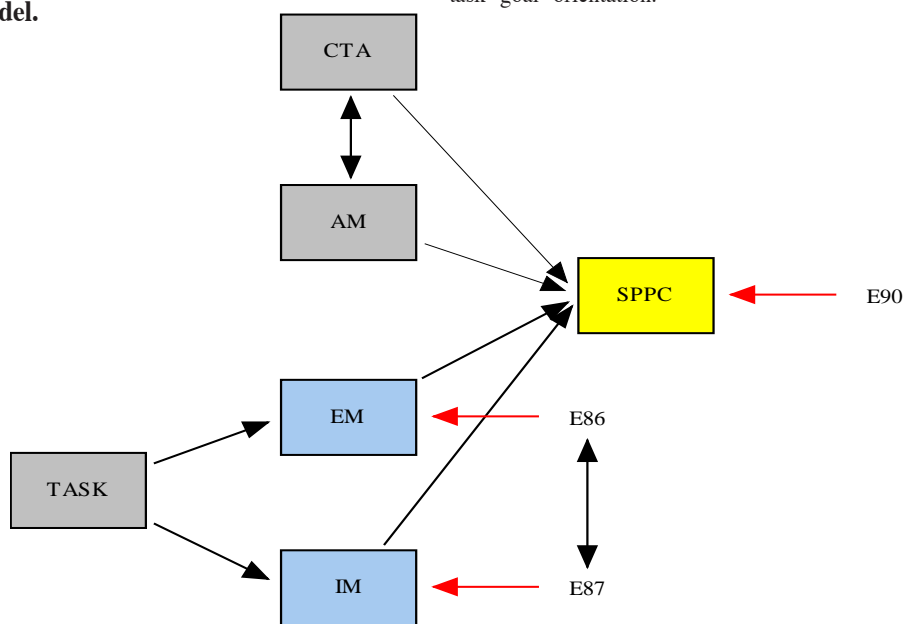 del.
task goal orientation.
CTA
AM
SPPC
E90
EM
E86
TASK
IM
E87